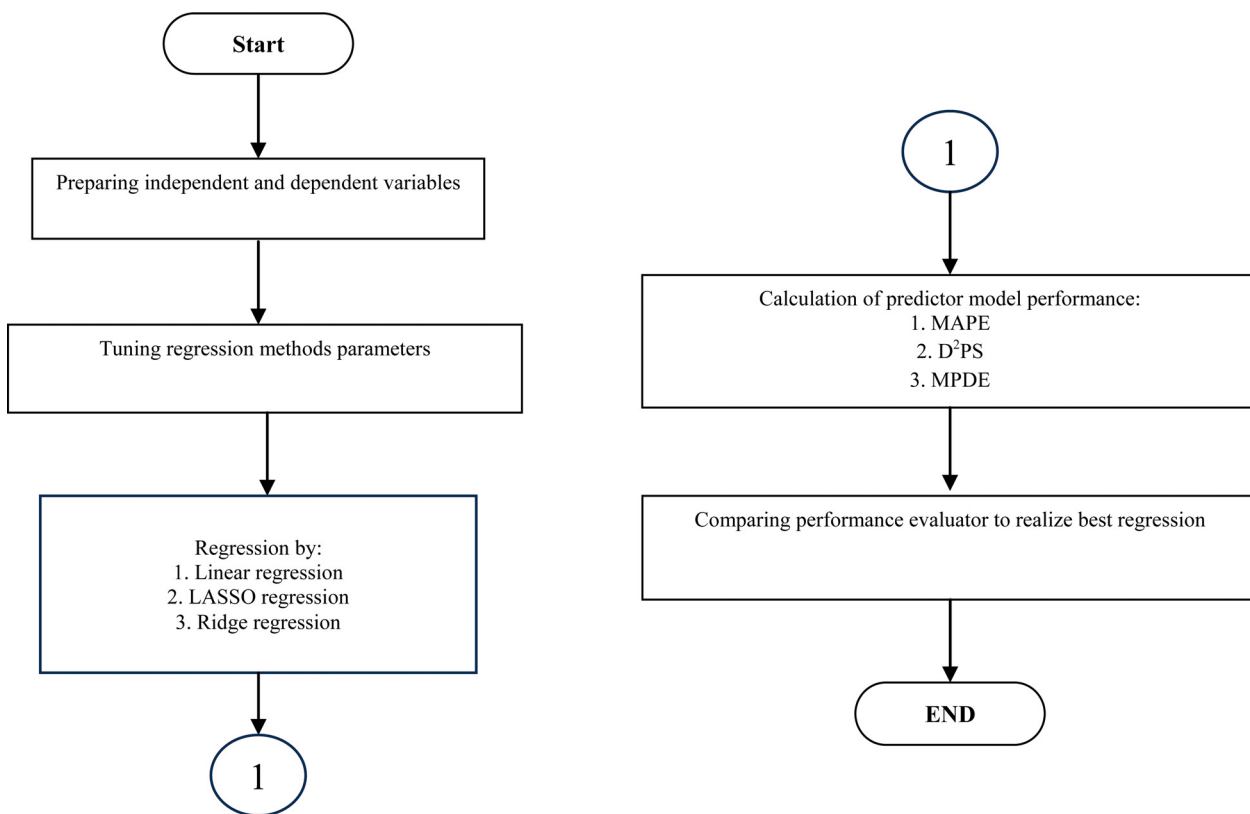 Start
Preparing independent and dependent variables
Tuning regression methods parameters
Regression by:
1. Linear regression
2. LASSO regression
3. Ridge regression
1
1
Calculation of predictor model performance:
1. MAPE
2. D²PS
3. MPDE
Comparing performance evaluator to realize best regression
END